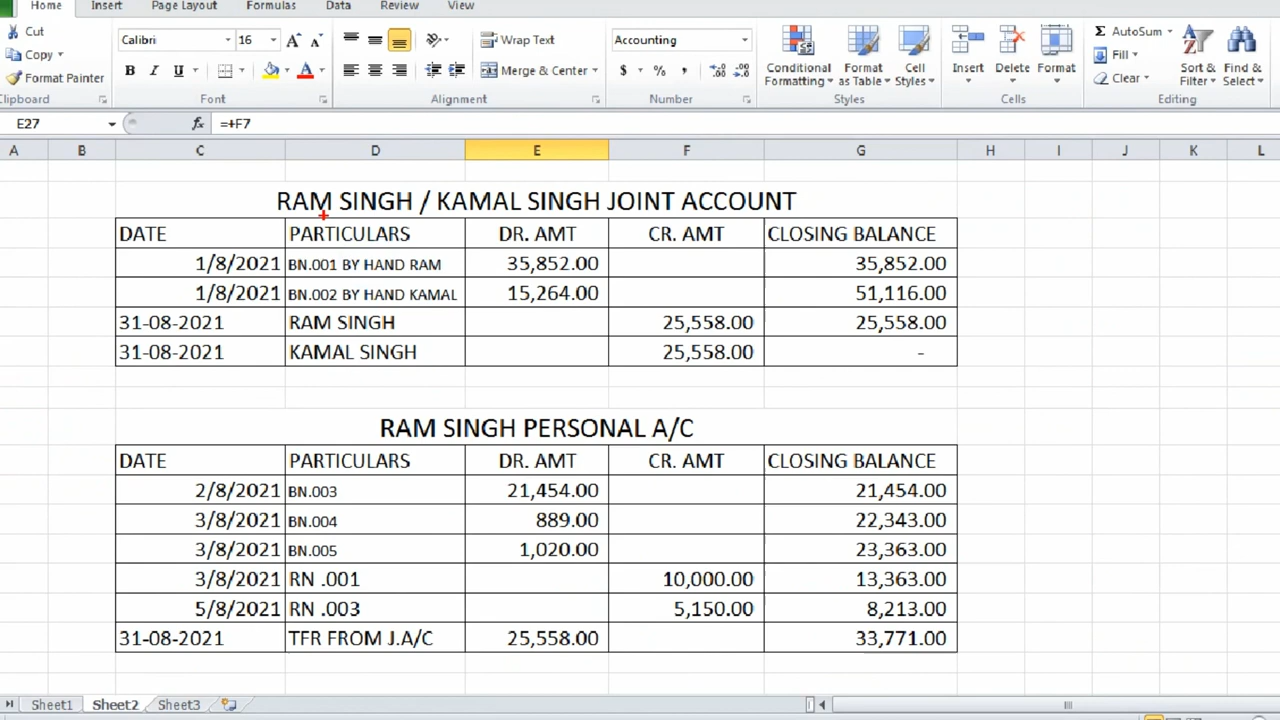 Home Insert Page Layout Formulas Data Review View
Cut Calibri 16 A A Wrap Text Accounting Σ AutoSum
Copy Fill
Format Painter B I U A Merge & Center $ % , Conditional Formatting Format as Table Cell Styles Insert Delete Format Clear Sort & Filter Find & Select
Clipboard Font Alignment Number Styles Cells Editing
E27 fx =+F7
A B C D E F G H I J K L
RAM SINGH / KAMAL SINGH JOINT ACCOUNT
DATE PARTICULARS DR. AMT CR. AMT CLOSING BALANCE
1/8/2021 BN.001 BY HAND RAM 35,852.00 35,852.00
1/8/2021 BN.002 BY HAND KAMAL 15,264.00 51,116.00
31-08-2021 RAM SINGH 25,558.00 25,558.00
31-08-2021 KAMAL SINGH 25,558.00 -
RAM SINGH PERSONAL A/C
DATE PARTICULARS DR. AMT CR. AMT CLOSING BALANCE
2/8/2021 BN.003 21,454.00 21,454.00
3/8/2021 BN.004 889.00 22,343.00
3/8/2021 BN.005 1,020.00 23,363.00
3/8/2021 RN .001 10,000.00 13,363.00
5/8/2021 RN .003 5,150.00 8,213.00
31-08-2021 TFR FROM J.A/C 25,558.00 33,771.00
Sheet1 Sheet2 Sheet3